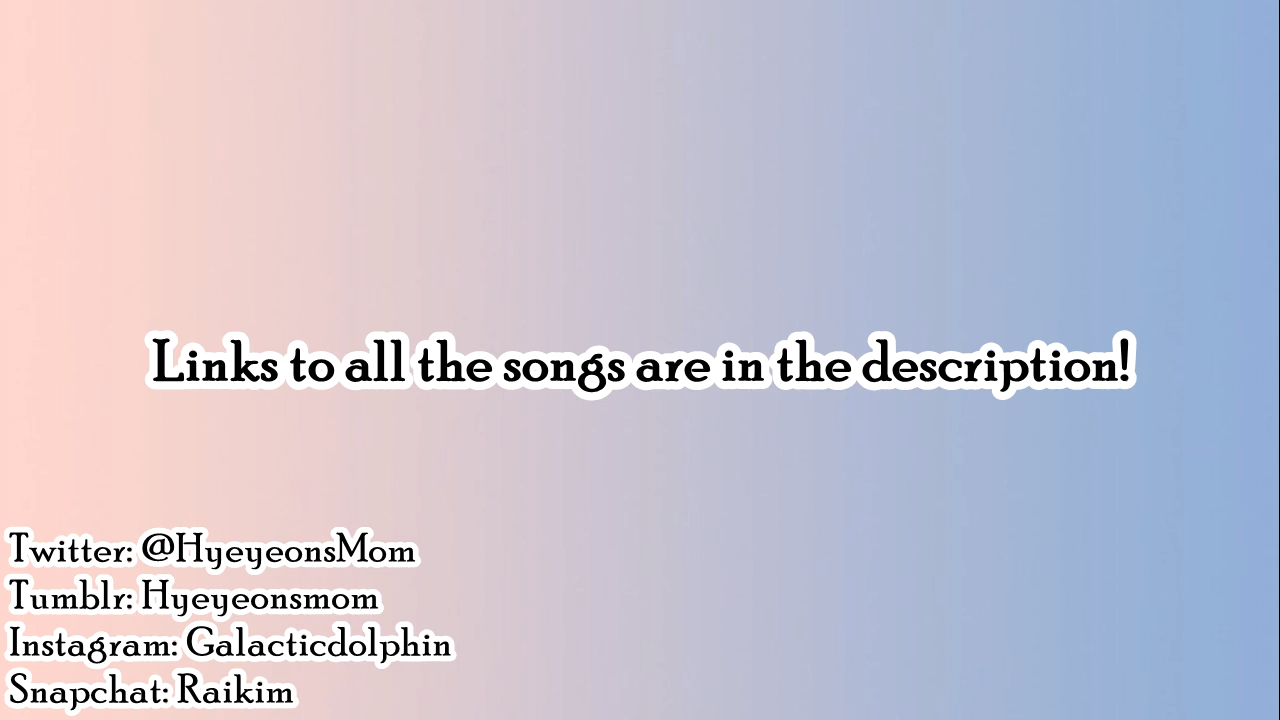 Links to all the songs are in the description!
Twitter: @HyeyeonsMom
Tumblr: Hyeyeonsmom
Instagram: Galacticdolphin
Snapchat: Raikim